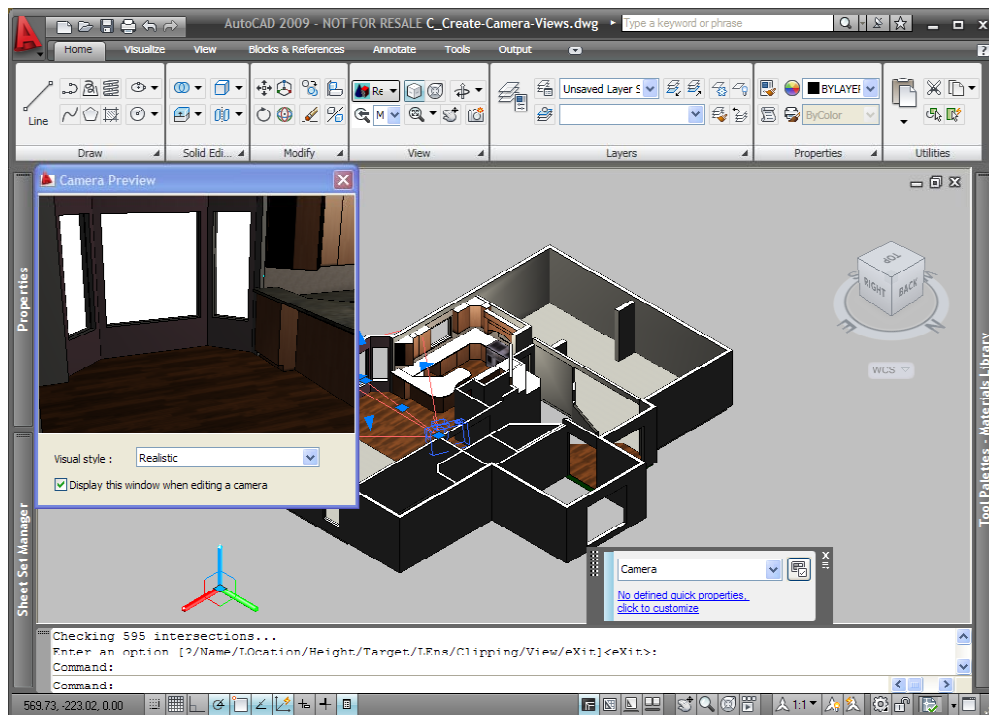 AutoCAD 2009 - NOT FOR RESALE C_Create-Camera-Views.dwg
Type a keyword or phrase
Home Visualize View Blocks & References Annotate Tools Output
Line
Re
M
Unsaved Layer S
BYLAYEF
ByColor
Draw Solid Edi... Modify View Layers Properties Utilities
Camera Preview
Visual style : Realistic
Display this window when editing a camera
Properties
Sheet Set Manager
TOP
RIGHT BACK
E
N
WCS
Tool Palettes - Materials Library
Camera
No defined quick properties,
click to customize
Checking 595 intersections...
Enter an option [?/Name/LOcation/Height/Target/LEns/Clipping/View/eXit]<eXit>:
Command:
Command:
569.73, -223.02, 0.00
1:1